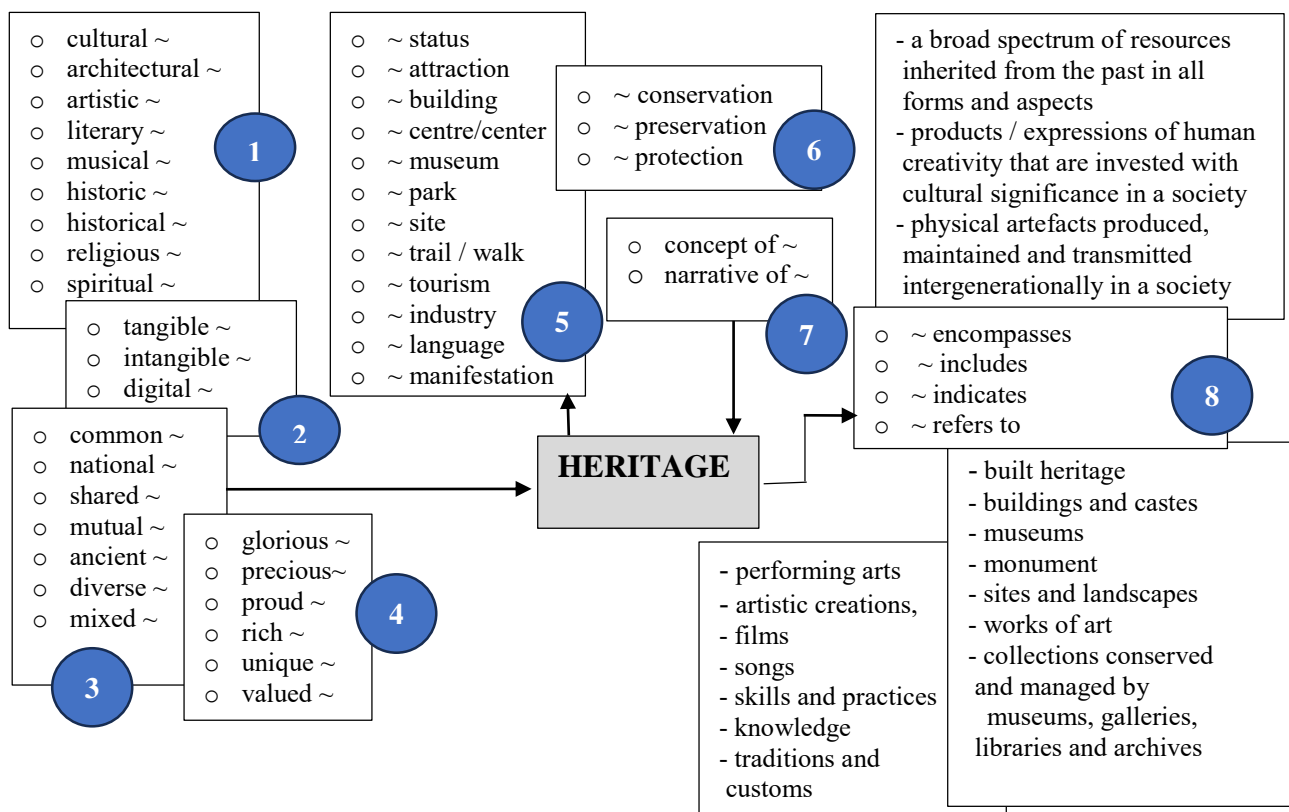 ○ cultural ~
○ architectural ~
○ artistic ~
○ literary ~
○ musical ~
○ historic ~
○ historical ~
○ religious ~
○ spiritual ~
1
○ tangible ~
○ intangible ~
○ digital ~
2
○ common ~
○ national ~
○ shared ~
○ mutual ~
○ ancient ~
○ diverse ~
○ mixed ~
3
○ glorious ~
○ precious~
○ proud ~
○ rich ~
○ unique ~
○ valued ~
4
○ ~ status
○ ~ attraction
○ ~ building
○ ~ centre/center
○ ~ museum
○ ~ park
○ ~ site
○ ~ trail / walk
○ ~ tourism
○ ~ industry
○ ~ language
○ ~ manifestation
5
○ ~ conservation
○ ~ preservation
○ ~ protection
6
○ concept of ~
○ narrative of ~
7
HERITAGE
- a broad spectrum of resources
inherited from the past in all
forms and aspects
- products / expressions of human
creativity that are invested with
cultural significance in a society
- physical artefacts produced,
maintained and transmitted
intergenerationally in a society
○ ~ encompasses
○ ~ includes
○ ~ indicates
○ ~ refers to
8
- performing arts
- artistic creations,
- films
- songs
- skills and practices
- knowledge
- traditions and
customs
- built heritage
- buildings and castes
- museums
- monument
- sites and landscapes
- works of art
- collections conserved
and managed by
museums, galleries,
libraries and archives